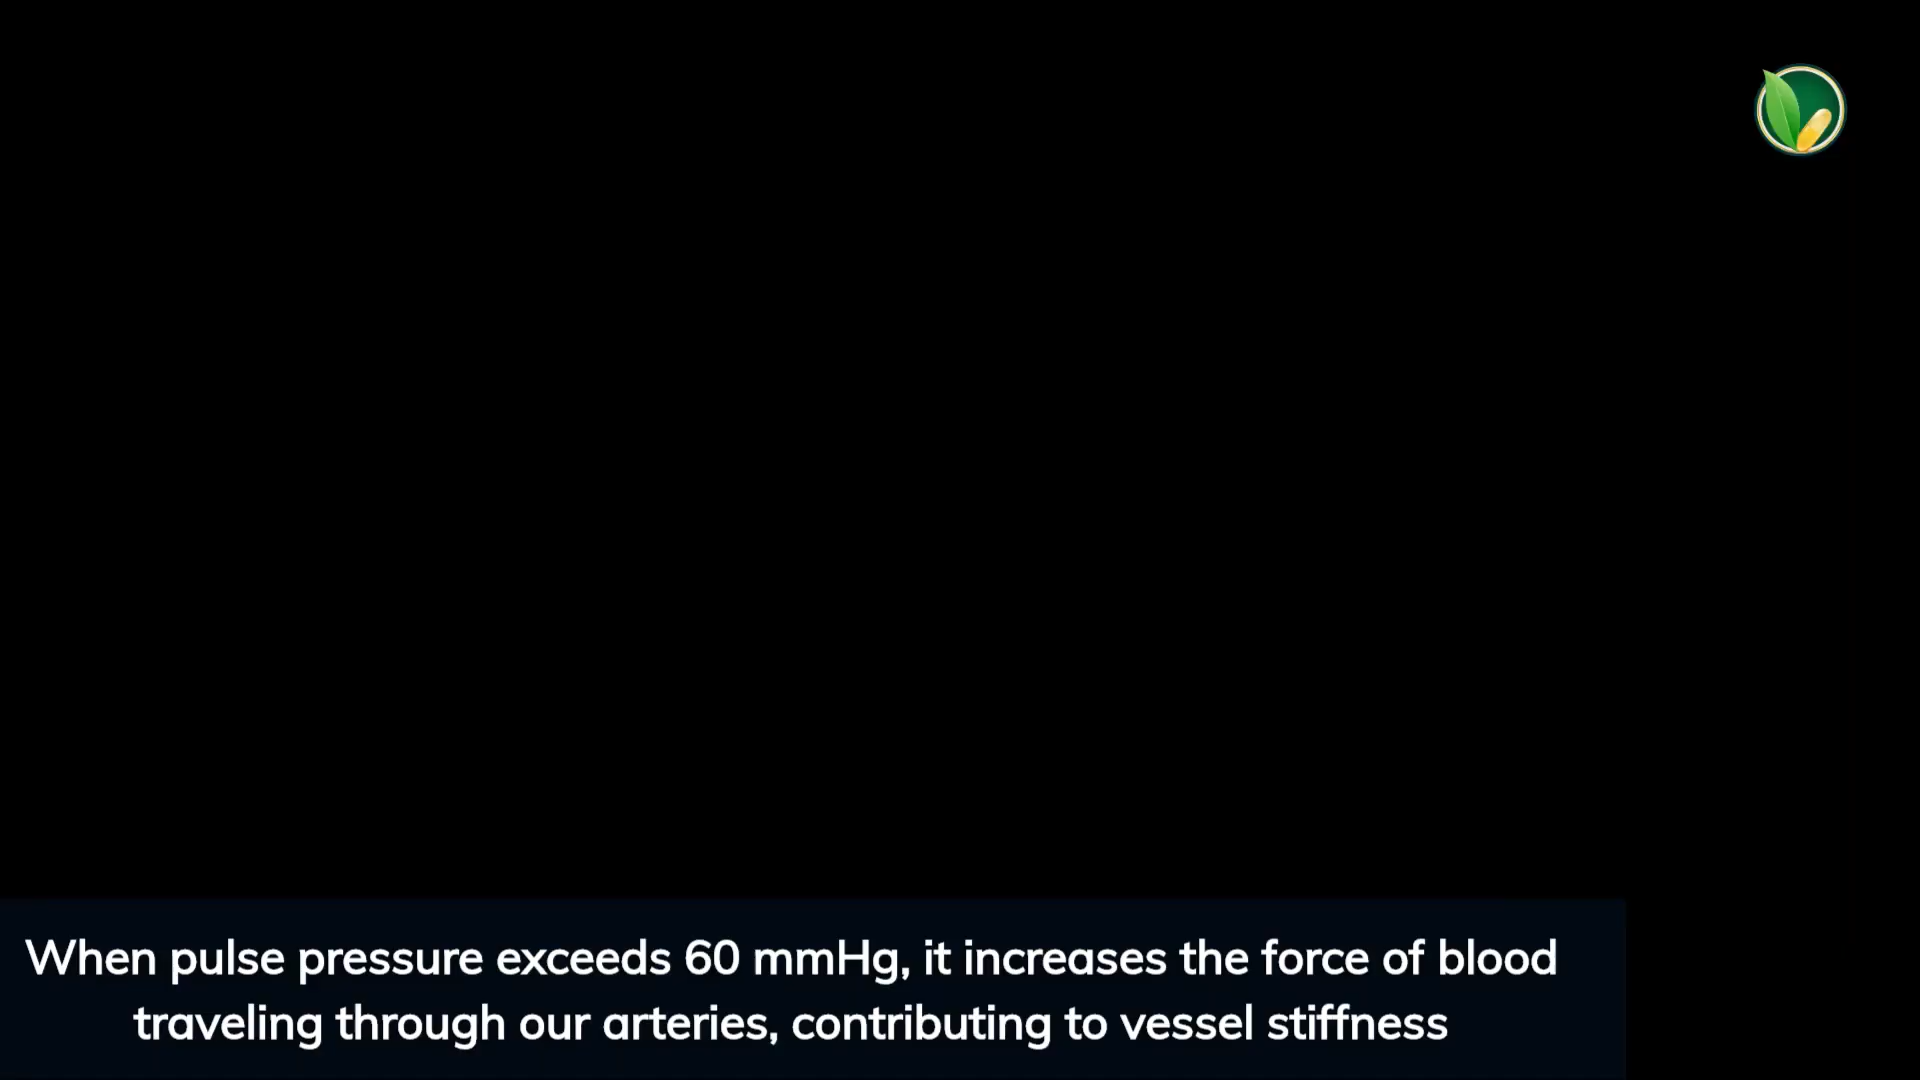 When pulse pressure exceeds 60 mmHg, it increases the force of blood
traveling through our arteries, contributing to vessel stiffness